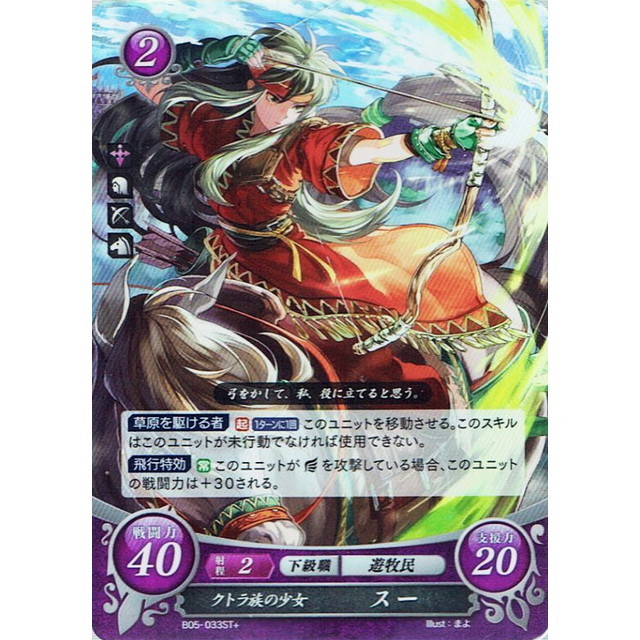 2
弓をかして、私、役に立てると思う。
草原を駆ける者 起 1ターンに1回 このユニットを移動させる。このスキル
はこのユニットが未行動でなければ使用できない。
飛行特効 常 このユニットが を攻撃している場合、このユニット
の戦闘力は+30される。
戦闘力
40
射程 2 下級職 遊牧民
支援力
20
クトラ族の少女 スー
B05-033ST+
Illust:まよ